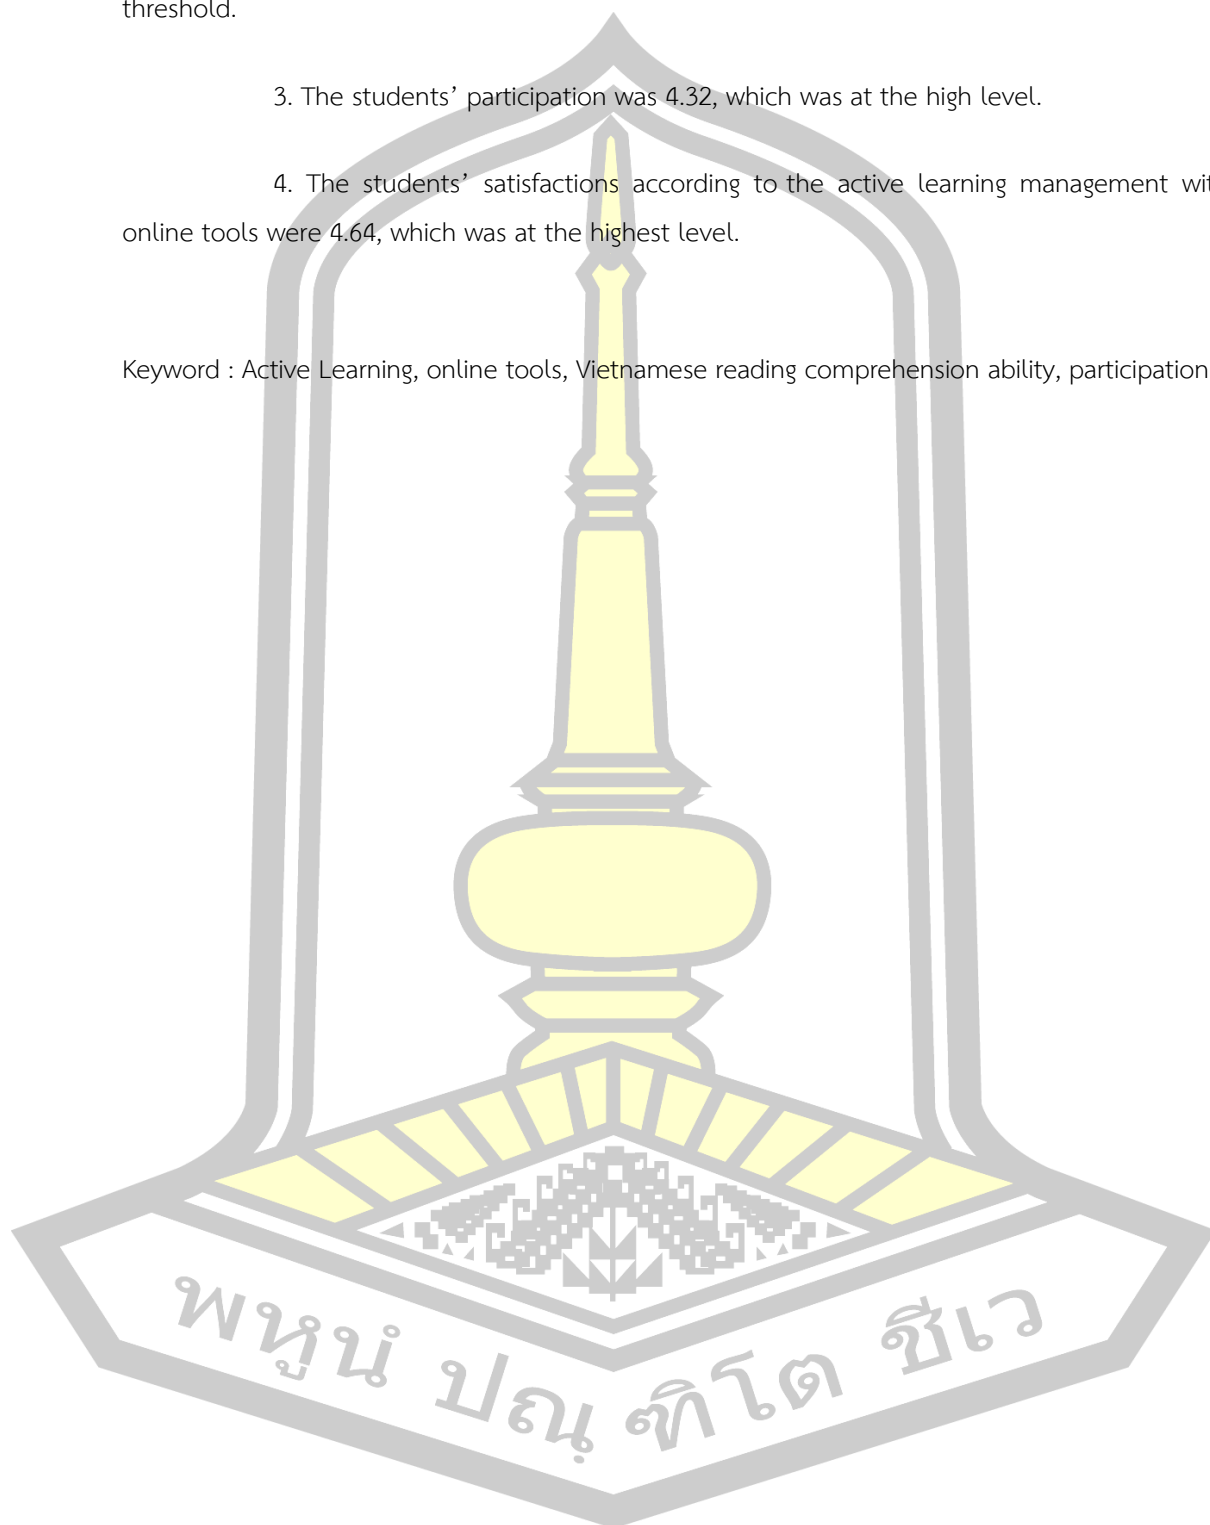 threshold.
3. The students’ participation was 4.32, which was at the high level.
4. The students’ satisfactions according to the active learning management wit
online tools were 4.64, which was at the highest level.
Keyword : Active Learning, online tools, Vietnamese reading comprehension ability, participation
พหูนํ ปณฺ ฑิโต ชีเว